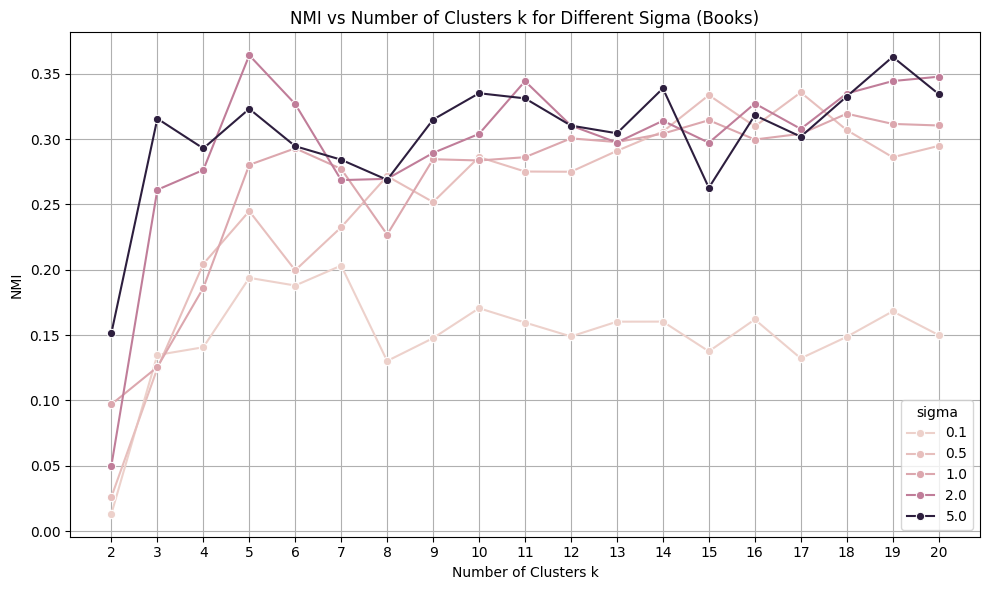 NMI vs Number of Clusters k for Different Sigma (Books)
NMI
0.35
0.30
0.25
0.20
0.15
0.10
0.05
0.00
sigma
0.1
0.5
1.0
2.0
5.0
2 3 4 5 6 7 8 9 10 11 12 13 14 15 16 17 18 19 20
Number of Clusters k